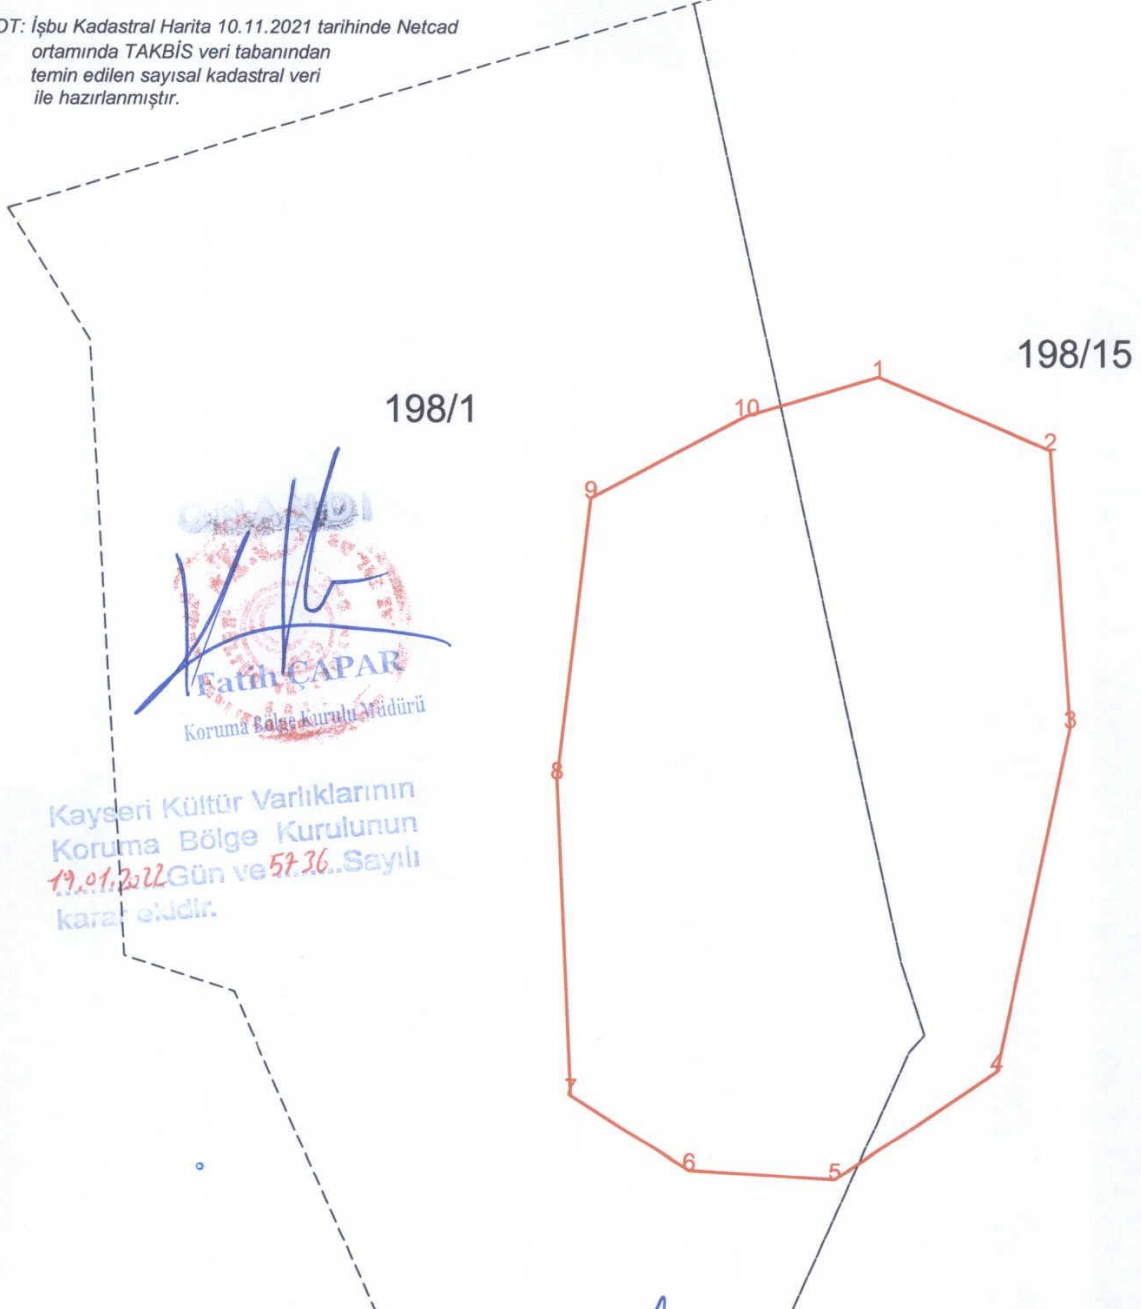 OT: İşbu Kadastral Harita 10.11.2021 tarihinde Netcad
ortamında TAKBİS veri tabanından
temin edilen sayısal kadastral veri
ile hazırlanmıştır.
198/15
198/1
1
10
2
9
3
8
4
7
6
5
Fatih ÇAPAR
Koruma Bölge Kurulu Müdürü
Kayseri Kültür Varlıklarının
Koruma Bölge Kurulunun
19.01.2022 Gün ve 5736 Sayılı
karar ekidir.